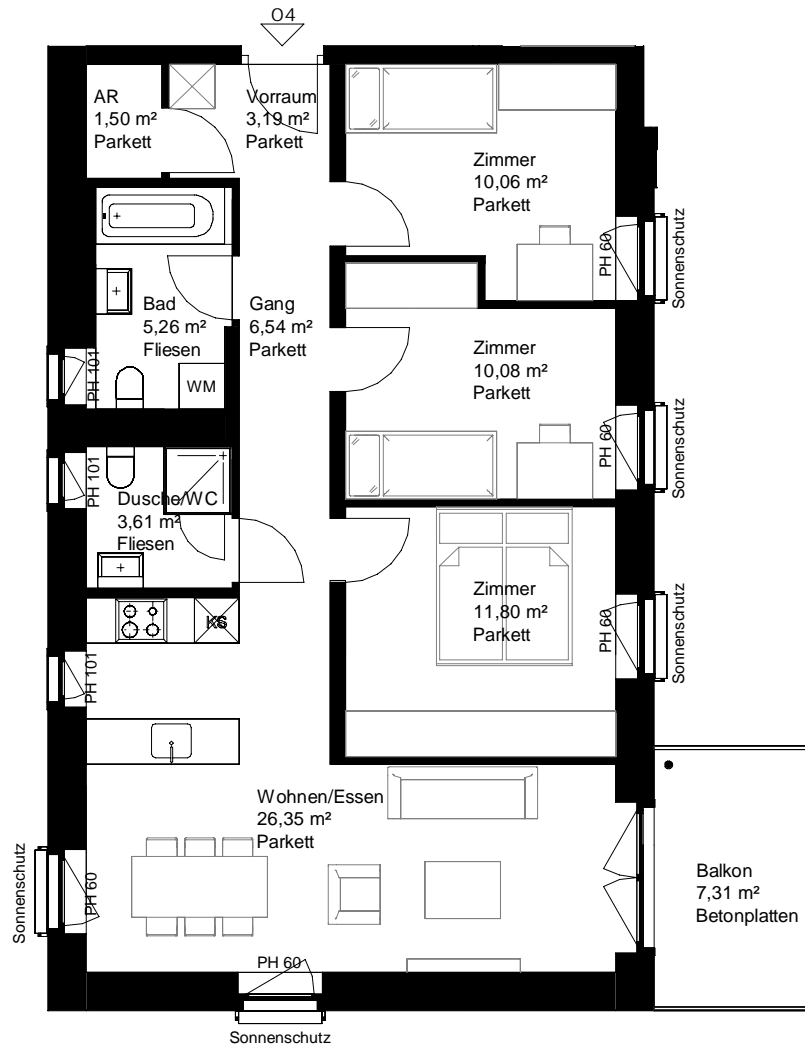 04
AR
1,50 m²
Parkett
Vorraum
3,19 m²
Parkett
Zimmer
10,06 m²
Parkett
PH 60
Sonnenschutz
Bad
5,26 m²
Fliesen
Gang
6,54 m²
Parkett
WM
PH 101
Zimmer
10,08 m²
Parkett
PH 60
Sonnenschutz
PH 101
Dusche/WC
3,61 m²
Fliesen
Zimmer
11,80 m²
Parkett
PH 60
Sonnenschutz
KS
PH 101
Wohnen/Essen
26,35 m²
Parkett
Sonnenschutz
PH 60
Balkon
7,31 m²
Betonplatten
PH 60
Sonnenschutz